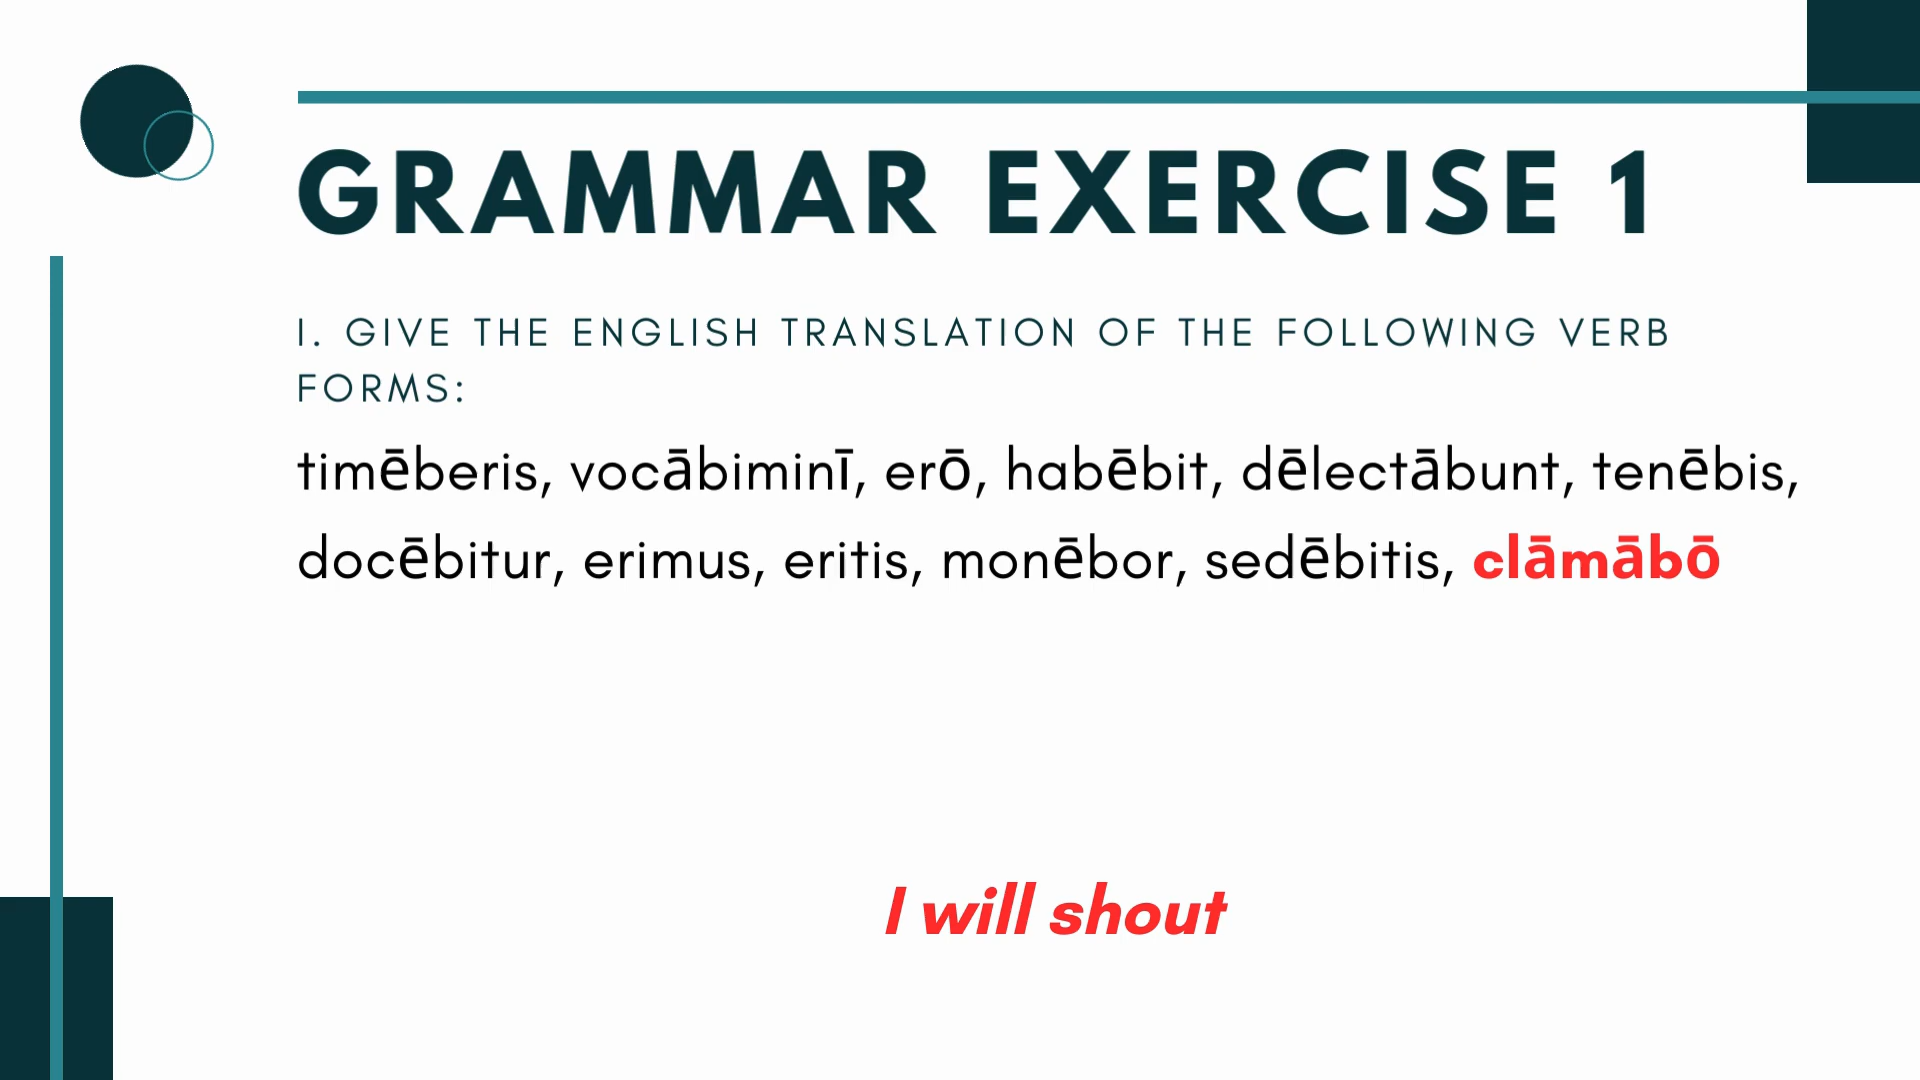 GRAMMAR EXERCISE 1
I. GIVE THE ENGLISH TRANSLATION OF THE FOLLOWING VERB
FORMS:
timēberis, vocābiminī, erō, habēbit, dēlectābunt, tenēbis,
docēbitur, erimus, eritis, monēbor, sedēbitis, clāmābō
I will shout